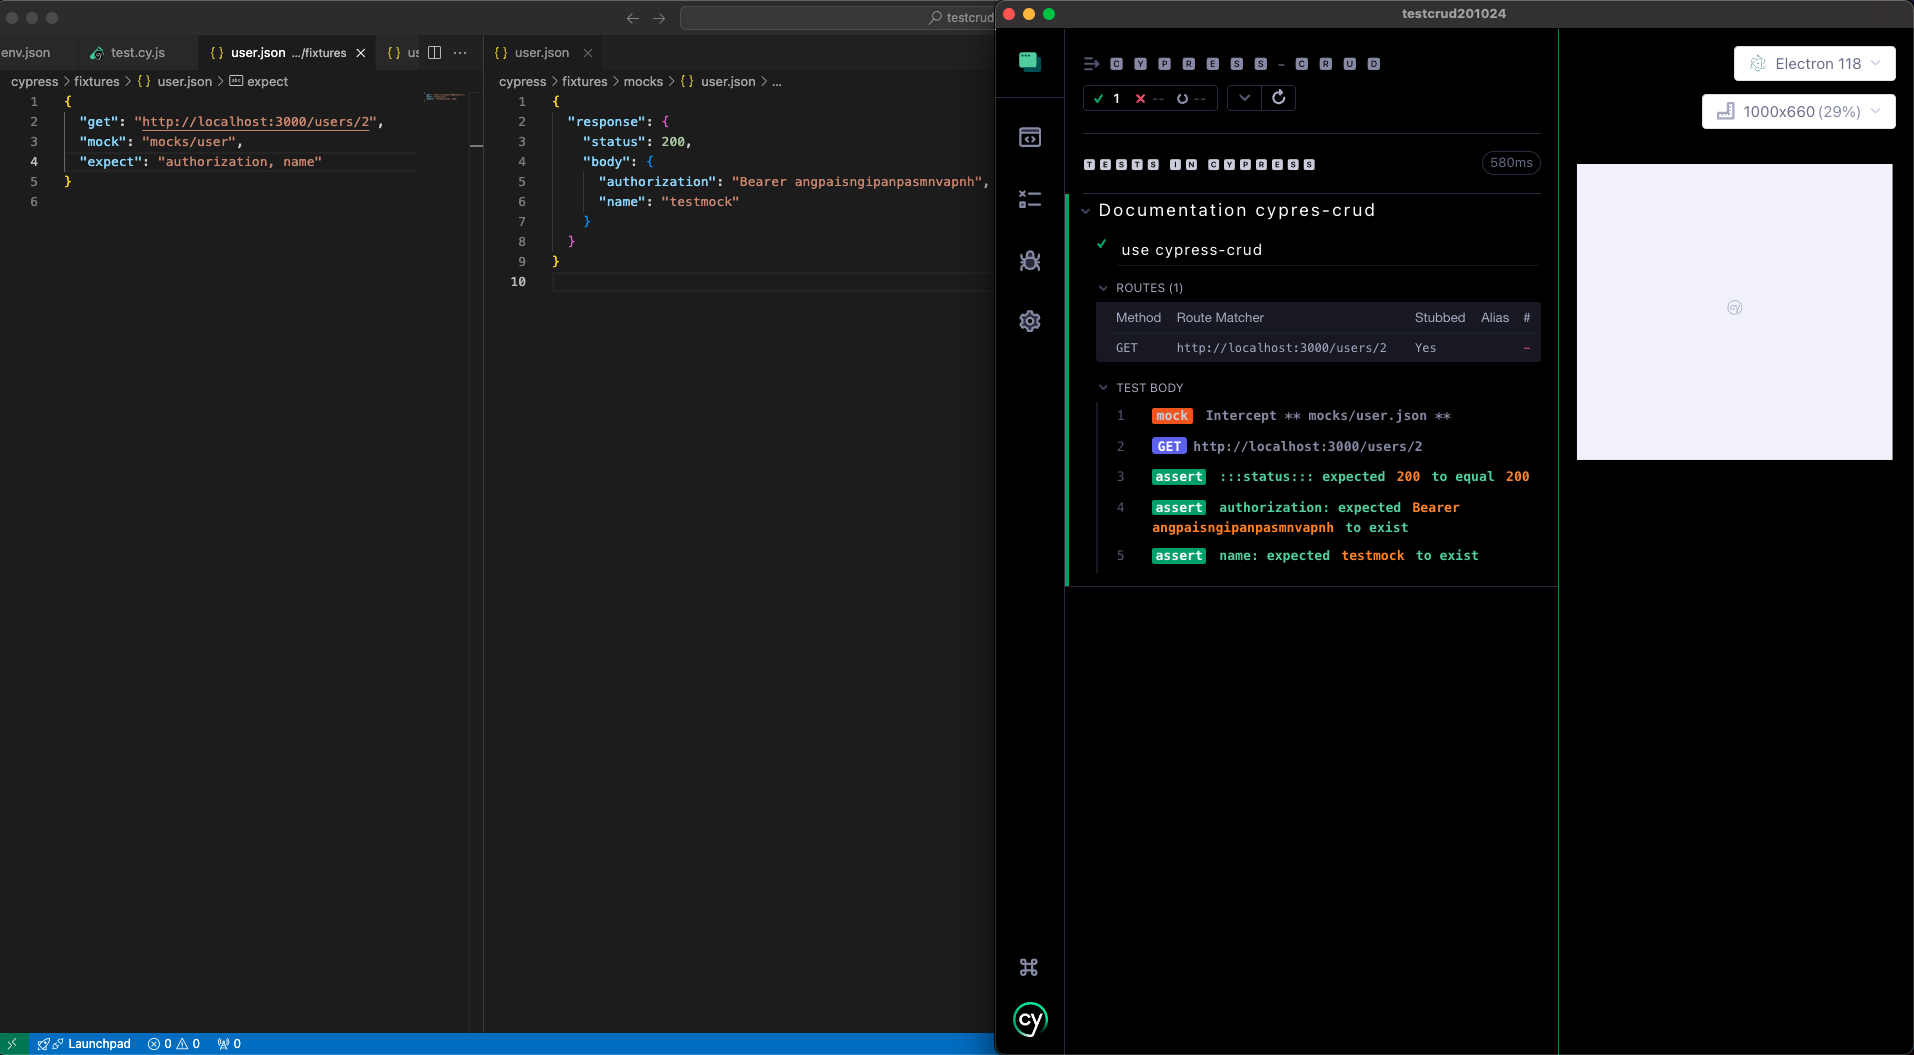 testcrud
env.json
test.cy.js
{ } user.json .../fixtures
{ } us
cypress > fixtures > { } user.json > expect
1 {
2 "get": "http://localhost:3000/users/2",
3 "mock": "mocks/user",
4 "expect": "authorization, name"
5 }
6
{ } user.json
cypress > fixtures > mocks > { } user.json > ...
1 {
2 "response": {
3 "status": 200,
4 "body": {
5 "authorization": "Bearer angpaisngipanpasmnvapnh",
6 "name": "testmock"
7 }
8 }
9 }
10
Launchpad
0
0
0
testcrud201024
CYPRESS-CRUD
1 -- --
TESTS IN CYPRESS
580ms
Documentation cypres-crud
use cypress-crud
ROUTES (1)
Method Route Matcher Stubbed Alias #
GET http://localhost:3000/users/2 Yes -
TEST BODY
1 mock Intercept ** mocks/user.json **
2 GET http://localhost:3000/users/2
3 assert :::status::: expected 200 to equal 200
4 assert authorization: expected Bearer
angpaisngipanpasmnvapnh to exist
5 assert name: expected testmock to exist
cy
Electron 118
1000x660 (29%)
cy